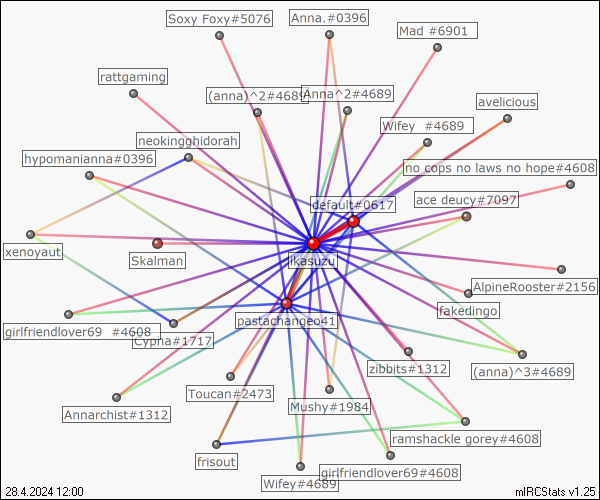 Soxy Foxy#5076
Anna.#0396
Mad #6901
rattgaming
(anna)^2#4689
Anna^2#4689
avelicious
Wifey  #4689
neokingghidorah
hypomanianna#0396
no cops no laws no hope#4608
default#0617
ace deucy#7097
xenoyaut
Skalman
ikasuzu
AlpineRooster#2156
fakedingo
pastachangeo41
girlfriendlover69  #4608
Cypha#1717
zibbits#1312
(anna)^3#4689
Toucan#2473
Mushy#1984
Annarchist#1312
ramshackle gorey#4608
frisout
girlfriendlover69#4608
Wifey#4689
28.4.2024 12:00
mIRCStats v1.25